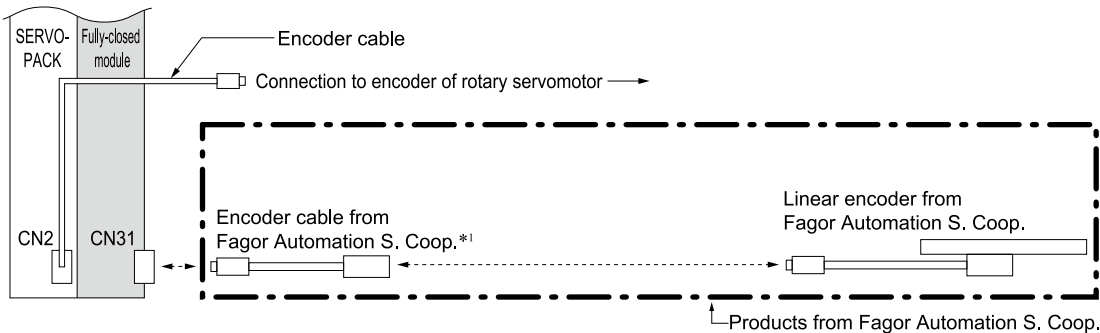 SERVO-
PACK
Fully-closed
module
Encoder cable
Connection to encoder of rotary servomotor
CN2
CN31
Encoder cable from
Fagor Automation S. Coop.*1
Linear encoder from
Fagor Automation S. Coop.
Products from Fagor Automation S. Coop.